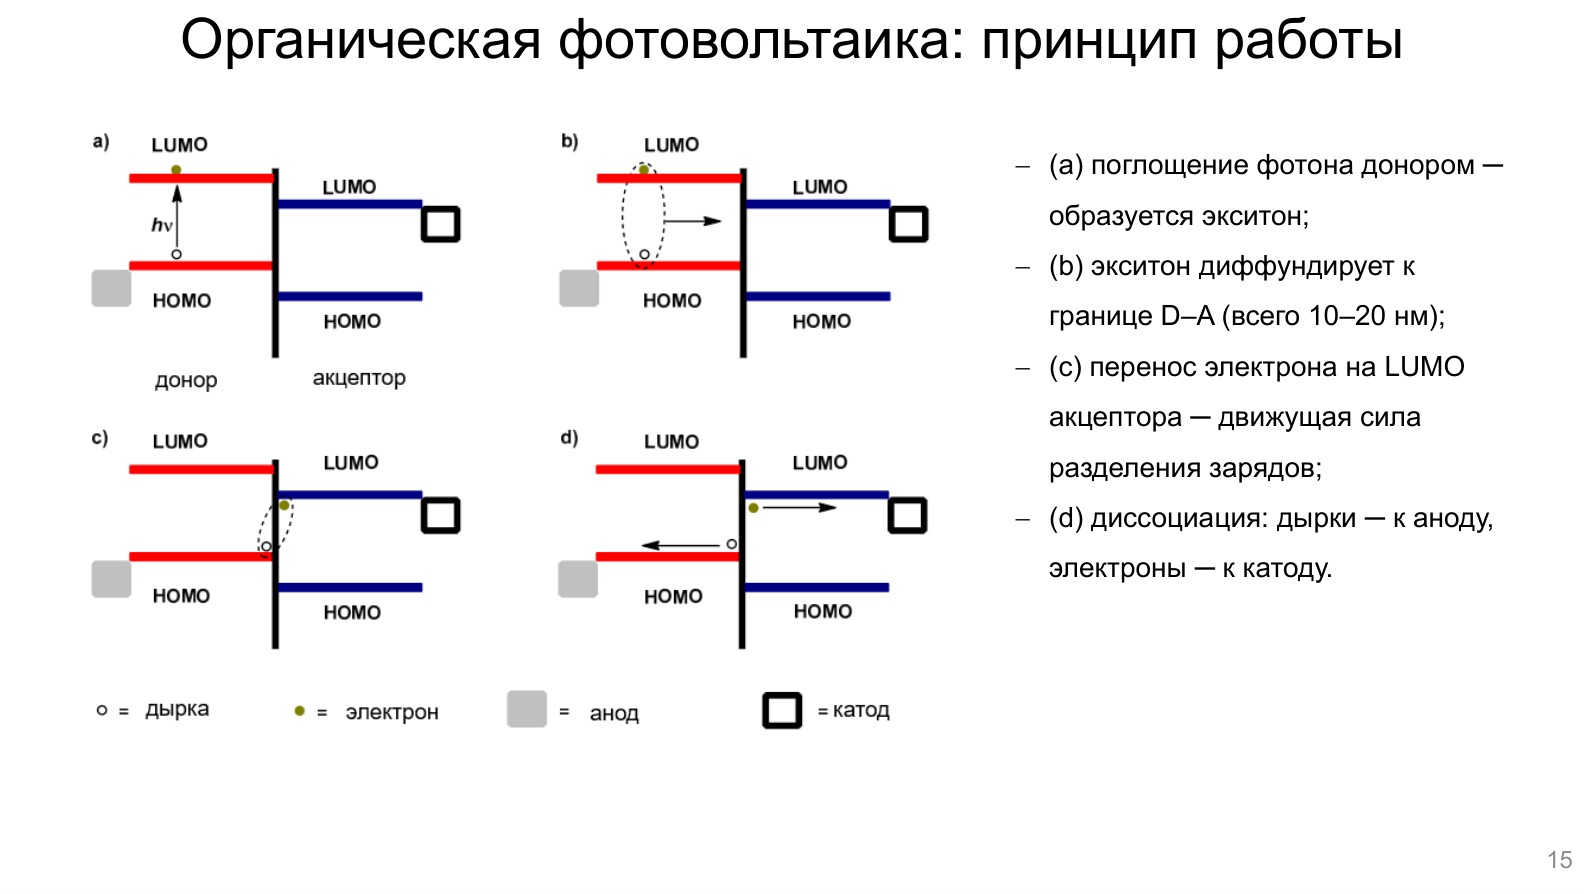 Органическая фотовольтаика: принцип работы
a) LUMO
LUMO
hν
HOMO
HOMO
донор акцептор
b) LUMO
LUMO
HOMO
HOMO
c) LUMO
LUMO
HOMO
HOMO
d) LUMO
LUMO
HOMO
HOMO
= дырка = электрон = анод = катод
– (a) поглощение фотона донором —
образуется экситон;
– (b) экситон диффундирует к
границе D–A (всего 10–20 нм);
– (c) перенос электрона на LUMO
акцептора — движущая сила
разделения зарядов;
– (d) диссоциация: дырки — к аноду,
электроны — к катоду.
15